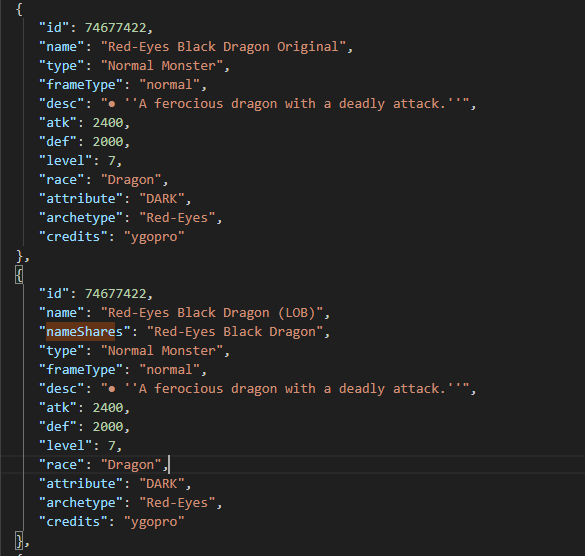 {
"id": 74677422,
"name": "Red-Eyes Black Dragon Original",
"type": "Normal Monster",
"frameType": "normal",
"desc": "● ''A ferocious dragon with a deadly attack.''",
"atk": 2400,
"def": 2000,
"level": 7,
"race": "Dragon",
"attribute": "DARK",
"archetype": "Red-Eyes",
"credits": "ygopro"
},
{
"id": 74677422,
"name": "Red-Eyes Black Dragon (LOB)",
"nameShares": "Red-Eyes Black Dragon",
"type": "Normal Monster",
"frameType": "normal",
"desc": "● ''A ferocious dragon with a deadly attack.''",
"atk": 2400,
"def": 2000,
"level": 7,
"race": "Dragon",
"attribute": "DARK",
"archetype": "Red-Eyes",
"credits": "ygopro"
},